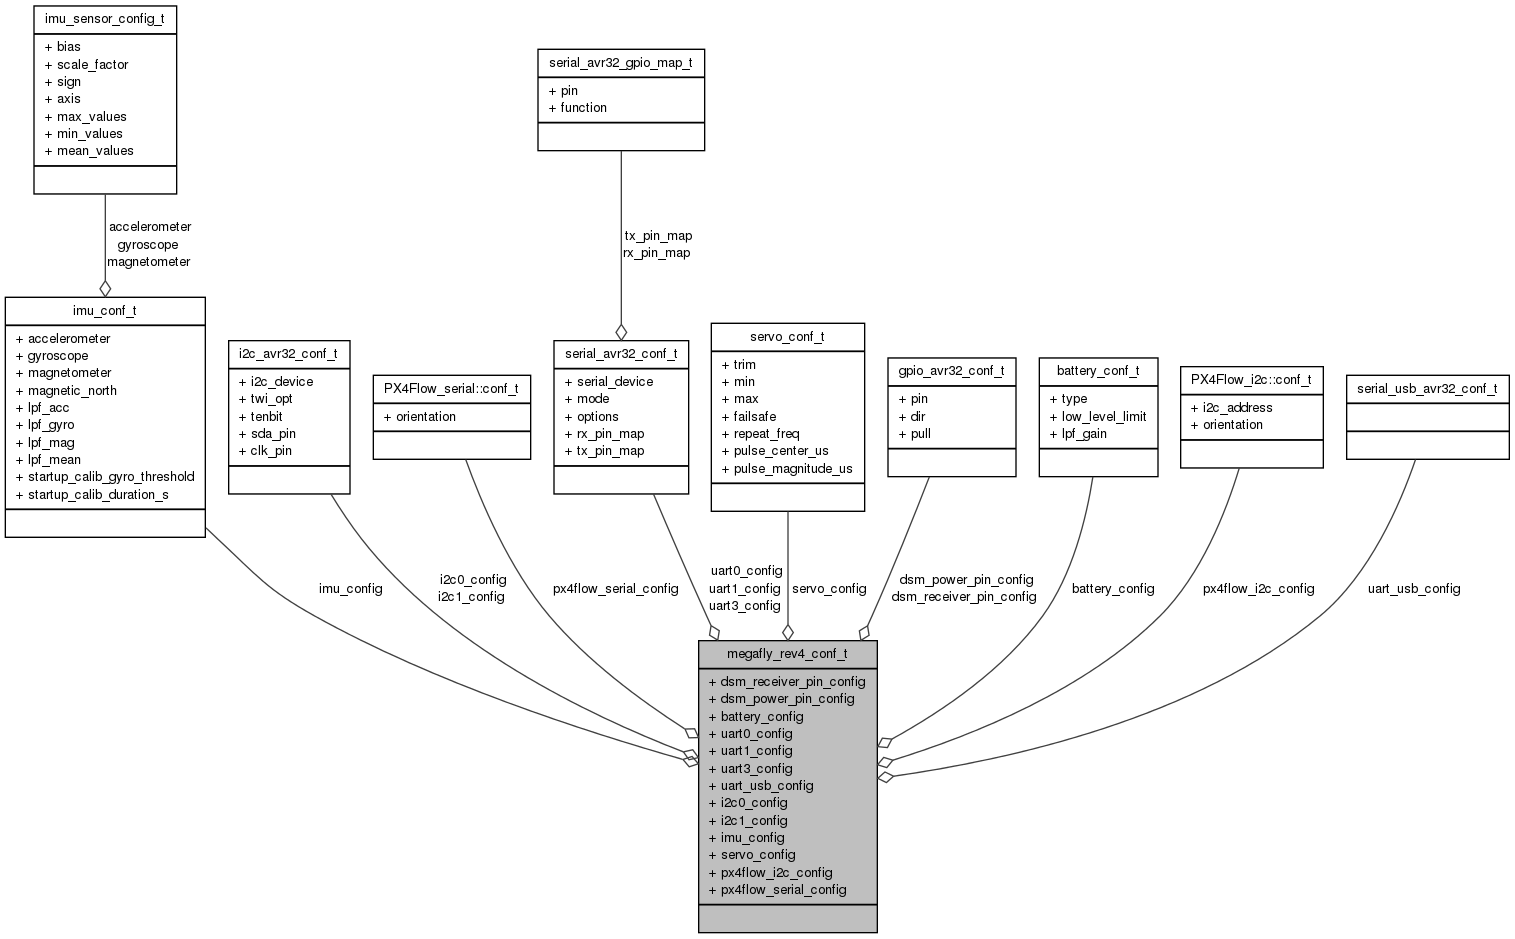 imu_sensor_config_t
+ bias
+ scale_factor
+ sign
+ axis
+ max_values
+ min_values
+ mean_values
serial_avr32_gpio_map_t
+ pin
+ function
accelerometer
gyroscope
magnetometer
tx_pin_map
rx_pin_map
imu_conf_t
+ accelerometer
+ gyroscope
+ magnetometer
+ magnetic_north
+ lpf_acc
+ lpf_gyro
+ lpf_mag
+ lpf_mean
+ startup_calib_gyro_threshold
+ startup_calib_duration_s
i2c_avr32_conf_t
+ i2c_device
+ twi_opt
+ tenbit
+ sda_pin
+ clk_pin
PX4Flow_serial::conf_t
+ orientation
serial_avr32_conf_t
+ serial_device
+ mode
+ options
+ rx_pin_map
+ tx_pin_map
servo_conf_t
+ trim
+ min
+ max
+ failsafe
+ repeat_freq
+ pulse_center_us
+ pulse_magnitude_us
gpio_avr32_conf_t
+ pin
+ dir
+ pull
battery_conf_t
+ type
+ low_level_limit
+ lpf_gain
PX4Flow_i2c::conf_t
+ i2c_address
+ orientation
serial_usb_avr32_conf_t
imu_config
i2c0_config
i2c1_config
px4flow_serial_config
uart0_config
uart1_config
uart3_config
servo_config
dsm_power_pin_config
dsm_receiver_pin_config
battery_config
px4flow_i2c_config
uart_usb_config
megafly_rev4_conf_t
+ dsm_receiver_pin_config
+ dsm_power_pin_config
+ battery_config
+ uart0_config
+ uart1_config
+ uart3_config
+ uart_usb_config
+ i2c0_config
+ i2c1_config
+ imu_config
+ servo_config
+ px4flow_i2c_config
+ px4flow_serial_config